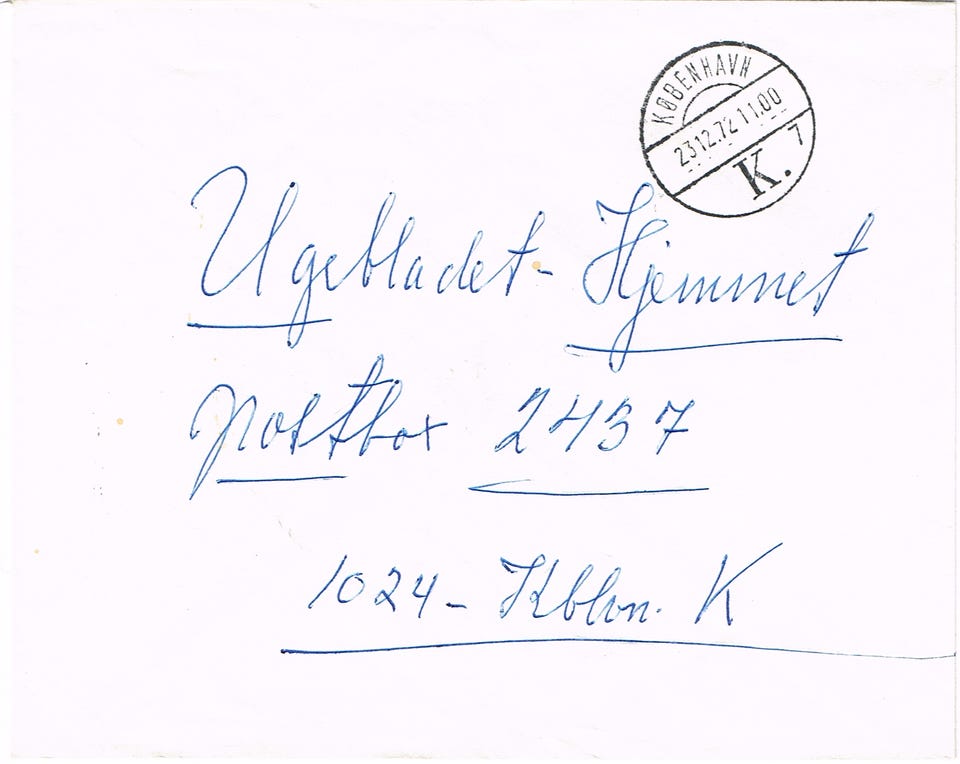 KØBENHAVN
23.12.72 11.00
K. 7
Ugebladet - Hjemmet
postbox 2437
1024 - Kbhvn. K